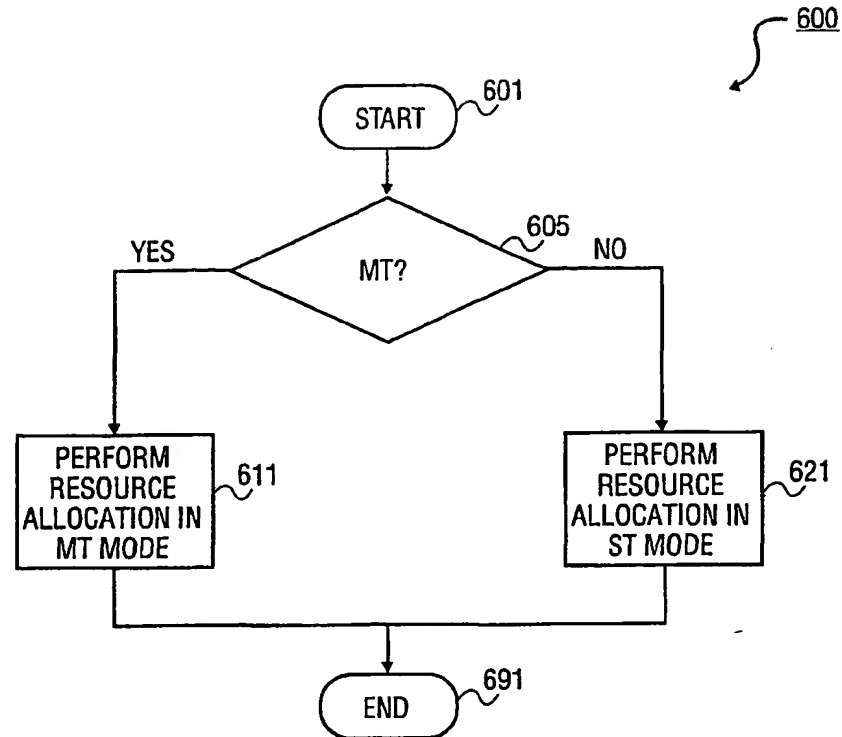 600
START
601
605
YES
MT?
NO
PERFORM
RESOURCE
ALLOCATION IN
MT MODE
611
PERFORM
RESOURCE
ALLOCATION IN
ST MODE
621
END
691